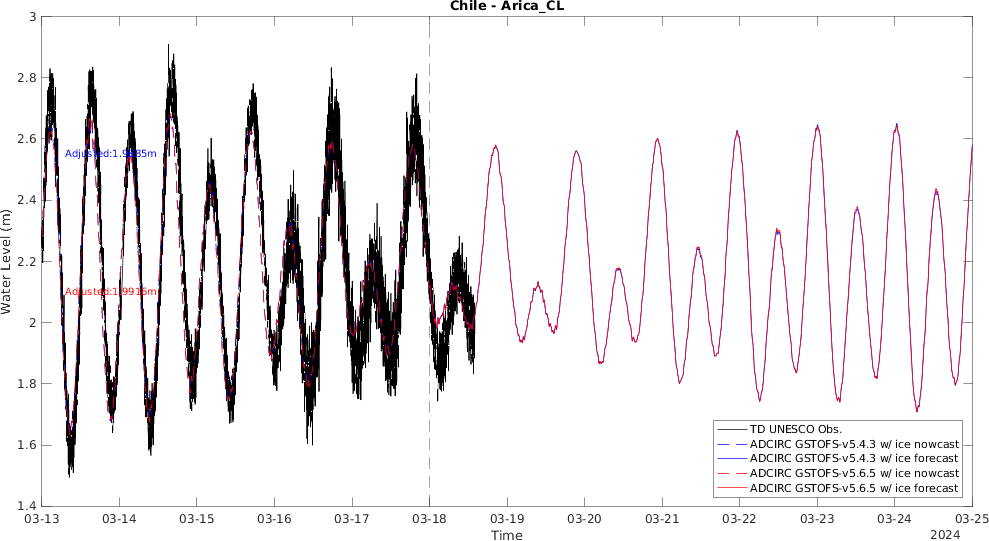 Chile - Arica_CL
Water Level (m)
3
2.8
2.6
2.4
2.2
2
1.8
1.6
1.4
Adjusted:1.9985m
Adjusted:1.9916m
TD UNESCO Obs.
ADCIRC GSTOFS-v5.4.3 w/ ice nowcast
ADCIRC GSTOFS-v5.4.3 w/ ice forecast
ADCIRC GSTOFS-v5.6.5 w/ ice nowcast
ADCIRC GSTOFS-v5.6.5 w/ ice forecast
03-13 03-14 03-15 03-16 03-17 03-18 03-19 03-20 03-21 03-22 03-23 03-24 03-25
Time
2024